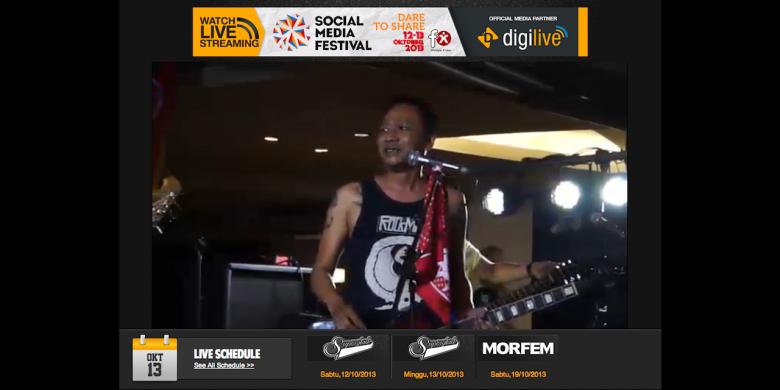 WATCH
LIVE
STREAMING
SOCIAL
MEDIA
FESTIVAL
DARE
TO SHARE
12-13
OKTOBER
2013
fx
OFFICIAL MEDIA PARTNER
digilive
OKT
13
LIVE SCHEDULE
See All Schedule >>
MORFEM
Sabtu,12/10/2013
Minggu,13/10/2013
Sabtu,19/10/2013